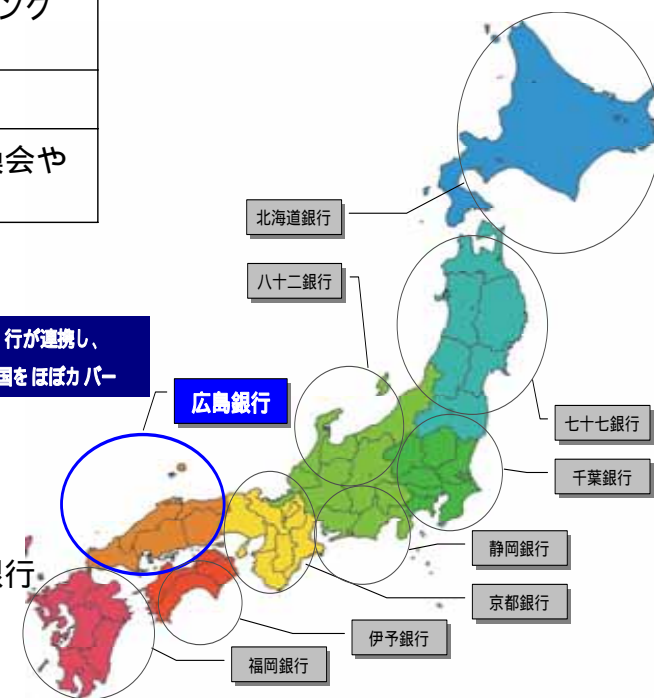 ング
会や
北海道銀行
八十二銀行
行が連携し、
国をほぼカバー
広島銀行
七十七銀行
千葉銀行
静岡銀行
行
京都銀行
伊予銀行
福岡銀行